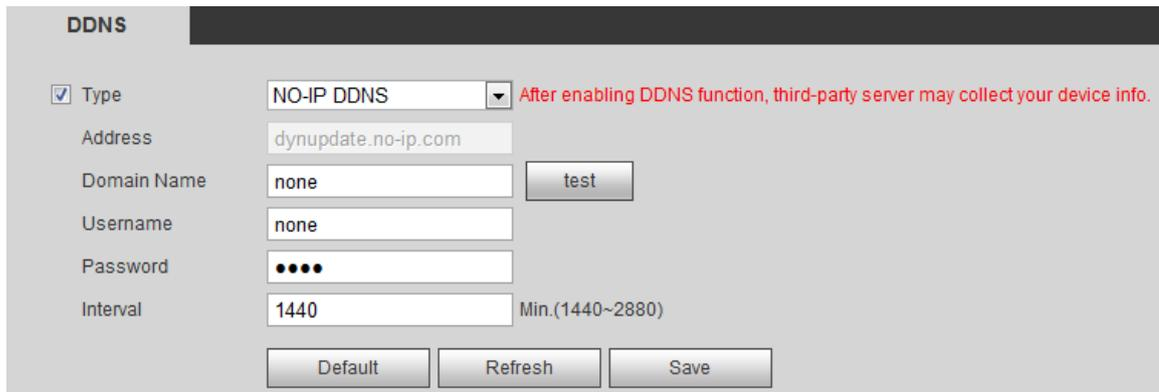 DDNS
Type NO-IP DDNS After enabling DDNS function, third-party server may collect your device info.
Address dynupdate.no-ip.com
Domain Name none test
Username none
Password ●●●●
Interval 1440 Min.(1440~2880)
Default Refresh Save